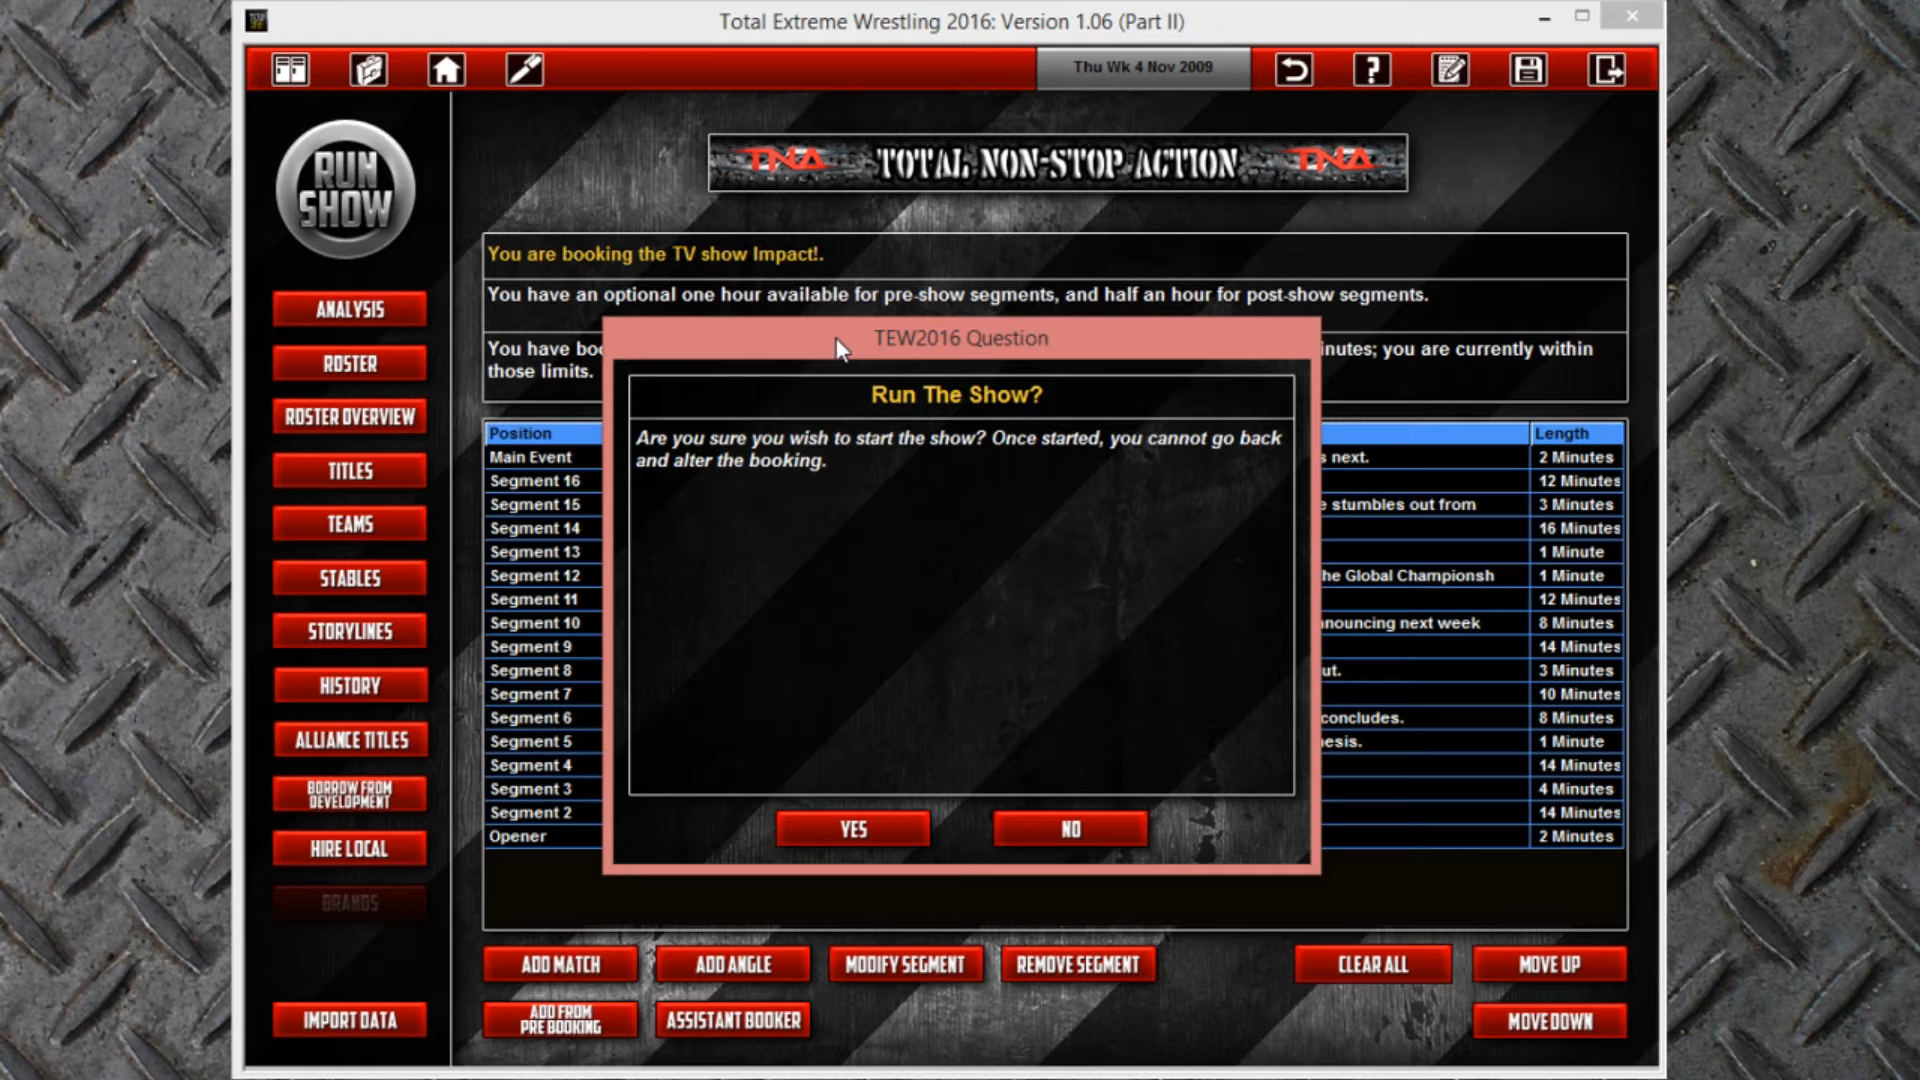 Total Extreme Wrestling 2016: Version 1.06 (Part II)
Thu Wk 4 Nov 2009
RUN
SHOW
TNA TOTAL NON-STOP ACTION TNA
You are booking the TV show Impact!.
You have an optional one hour available for pre-show segments, and half an hour for post-show segments.
You have boo inutes; you are currently within
those limits.
TEW2016 Question
Run The Show?
Are you sure you wish to start the show? Once started, you cannot go back
and alter the booking.
YES
NO
ANALYSIS
ROSTER
ROSTER OVERVIEW
TITLES
TEAMS
STABLES
STORYLINES
HISTORY
ALLIANCE TITLES
BORROW FROM
DEVELOPMENT
HIRE LOCAL
BRANDS
IMPORT DATA
Position Length
Main Event s next. 2 Minutes
Segment 16 12 Minutes
Segment 15 e stumbles out from 3 Minutes
Segment 14 16 Minutes
Segment 13 1 Minute
Segment 12 he Global Championsh 1 Minute
Segment 11 12 Minutes
Segment 10 nouncing next week 8 Minutes
Segment 9 14 Minutes
Segment 8 ut. 3 Minutes
Segment 7 10 Minutes
Segment 6 concludes. 8 Minutes
Segment 5 esis. 1 Minute
Segment 4 14 Minutes
Segment 3 4 Minutes
Segment 2 14 Minutes
Opener 2 Minutes
ADD MATCH
ADD ANGLE
MODIFY SEGMENT
REMOVE SEGMENT
CLEAR ALL
MOVE UP
ADD FROM
PRE BOOKING
ASSISTANT BOOKER
MOVE DOWN